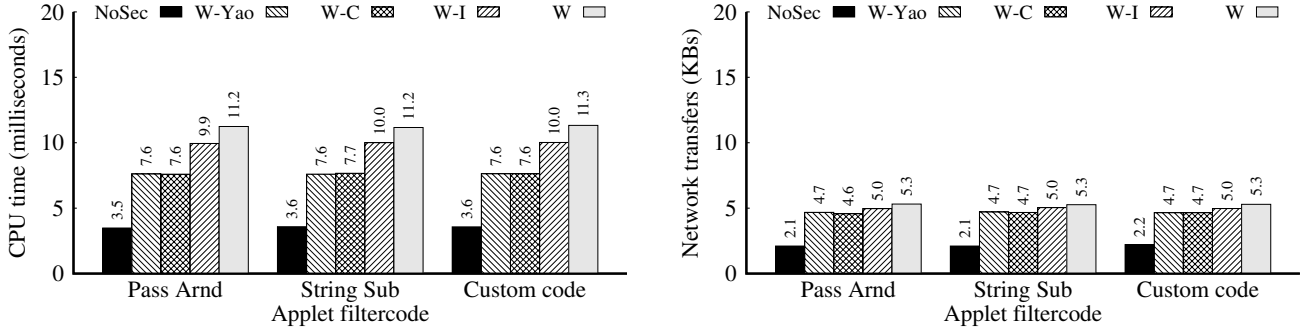 CPU time (milliseconds)
20
15
10
5
0
NoSec W-Yao W-C W-I W
3.5 7.6 7.6 9.9 11.2
3.6 7.6 7.7 10.0 11.2
3.6 7.6 7.6 10.0 11.3
Pass Arnd String Sub Custom code
Applet filtercode
Network transfers (KBs)
20
15
10
5
0
NoSec W-Yao W-C W-I W
2.1 4.7 4.6 5.0 5.3
2.1 4.7 4.7 5.0 5.3
2.2 4.7 4.7 5.0 5.3
Pass Arnd String Sub Custom code
Applet filtercode